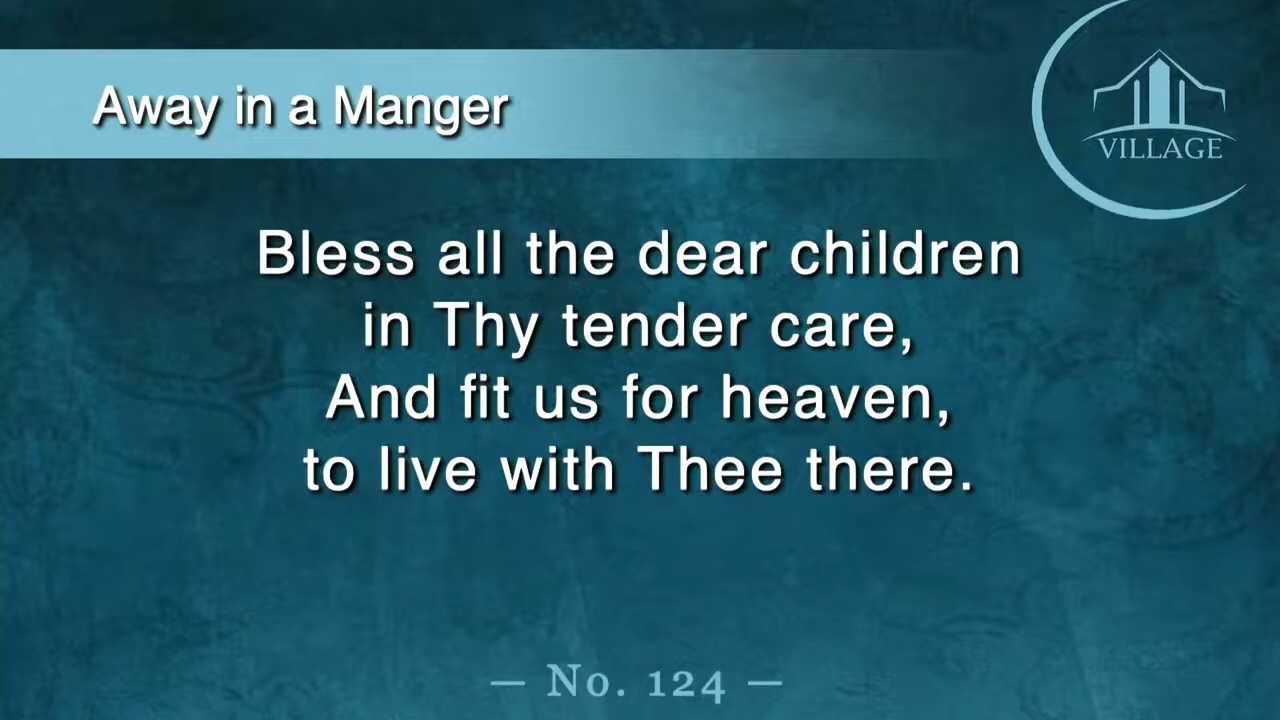 Away in a Manger
VILLAGE
Bless all the dear children
in Thy tender care,
And fit us for heaven,
to live with Thee there.
— No. 124 —